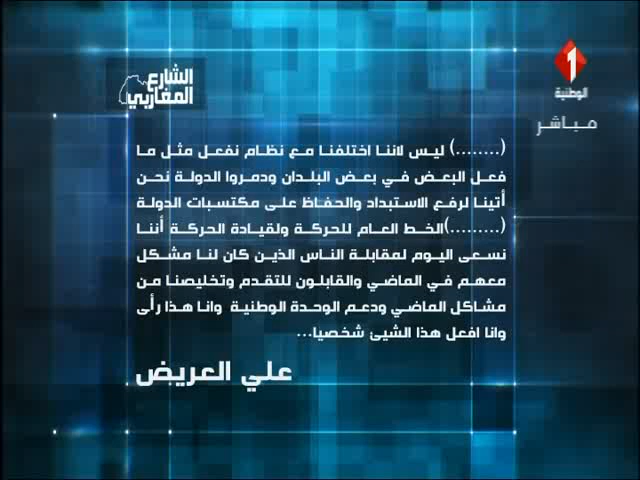 الشارع
المغاربي
1
الوطنية
مباشر
(........) ليس لاننا اختلفنا مع نظام نفعل مثل ما
فعل البعض في بعض البلدان ودمروا الدولة نحن
أتينا لرفع الاستبداد والحفاظ على مكتسبات الدولة
(.........)الخط العام للحركة ولقيادة الحركة أننا
نسعى اليوم لمقابلة الناس الذين كان لنا مشكل
معهم في الماضي والقابلون للتقدم وتخليصنا من
مشاكل الماضي ودعم الوحدة الوطنية وانا هذا رأى
وانا افعل هذا الشيئ شخصيا...
علي العريض